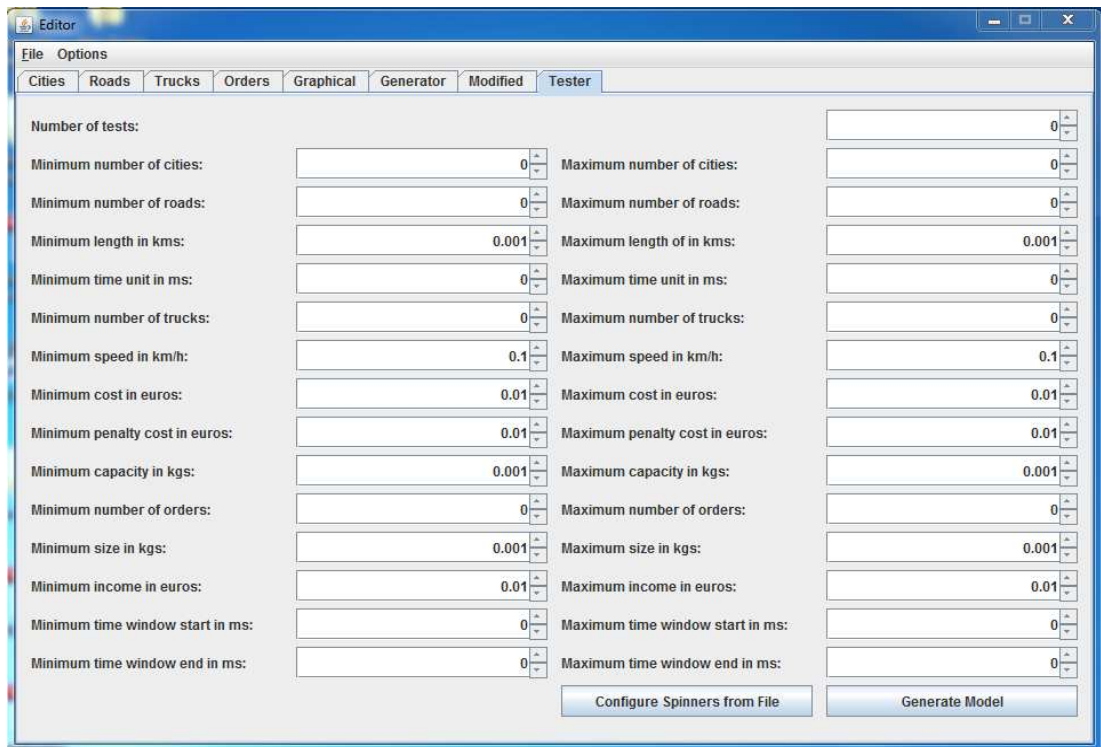 Editor
File Options
Cities Roads Trucks Orders Graphical Generator Modified Tester
Number of tests: 0
Minimum number of cities: 0 Maximum number of cities: 0
Minimum number of roads: 0 Maximum number of roads: 0
Minimum length in kms: 0.001 Maximum length of in kms: 0.001
Minimum time unit in ms: 0 Maximum time unit in ms: 0
Minimum number of trucks: 0 Maximum number of trucks: 0
Minimum speed in km/h: 0.1 Maximum speed in km/h: 0.1
Minimum cost in euros: 0.01 Maximum cost in euros: 0.01
Minimum penalty cost in euros: 0.01 Maximum penalty cost in euros: 0.01
Minimum capacity in kgs: 0.001 Maximum capacity in kgs: 0.001
Minimum number of orders: 0 Maximum number of orders: 0
Minimum size in kgs: 0.001 Maximum size in kgs: 0.001
Minimum income in euros: 0.01 Maximum income in euros: 0.01
Minimum time window start in ms: 0 Maximum time window start in ms: 0
Minimum time window end in ms: 0 Maximum time window end in ms: 0
Configure Spinners from File Generate Model